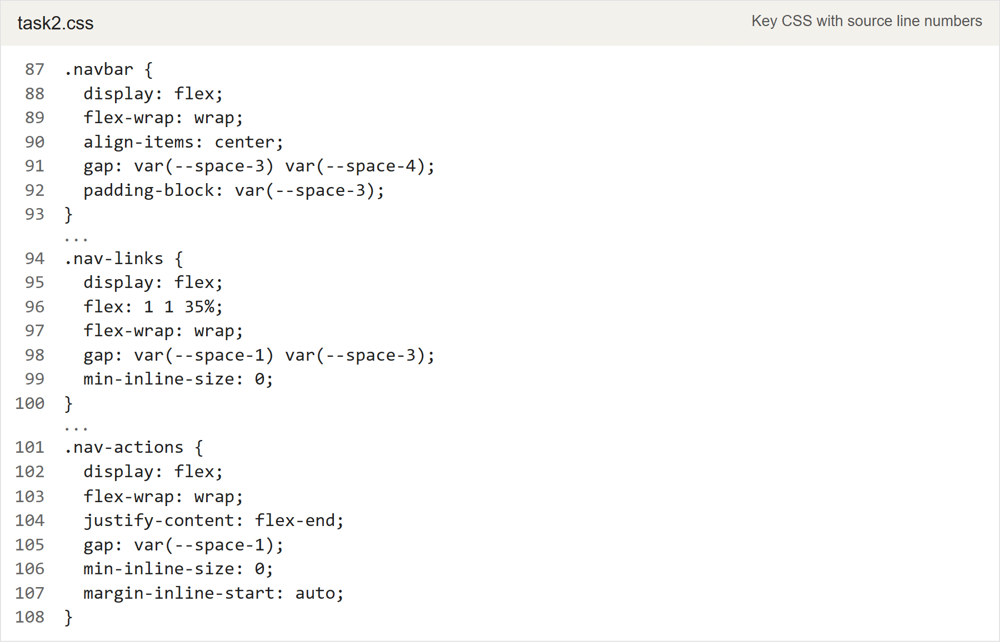 task2.css
Key CSS with source line numbers
87 .navbar {
88 display: flex;
89 flex-wrap: wrap;
90 align-items: center;
91 gap: var(--space-3) var(--space-4);
92 padding-block: var(--space-3);
93 }
...
94 .nav-links {
95 display: flex;
96 flex: 1 1 35%;
97 flex-wrap: wrap;
98 gap: var(--space-1) var(--space-3);
99 min-inline-size: 0;
100 }
...
101 .nav-actions {
102 display: flex;
103 flex-wrap: wrap;
104 justify-content: flex-end;
105 gap: var(--space-1);
106 min-inline-size: 0;
107 margin-inline-start: auto;
108 }